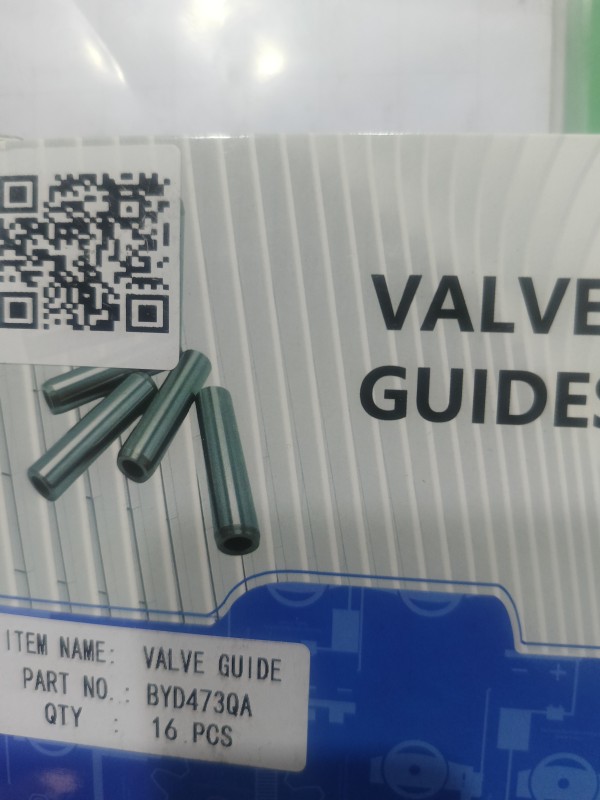 VALVE
GUIDES
ITEM NAME: VALVE GUIDE
PART NO.: BYD473QA
QTY : 16 PCS